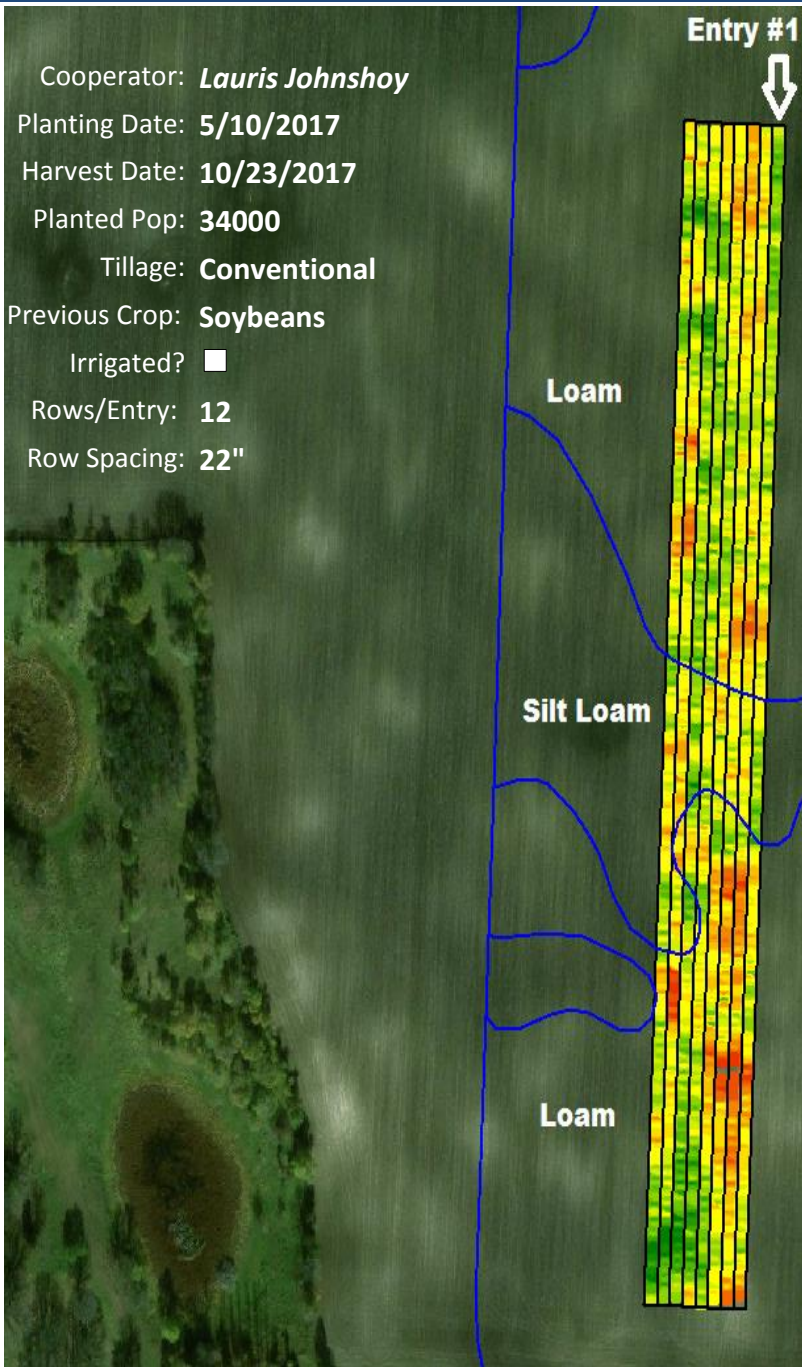 Entry #1
Cooperator: Lauris Johnshoy
Planting Date: 5/10/2017
Harvest Date: 10/23/2017
Planted Pop: 34000
Tillage: Conventional
Previous Crop: Soybeans
Irrigated?
Rows/Entry: 12
Row Spacing: 22"
Loam
Silt Loam
Loam